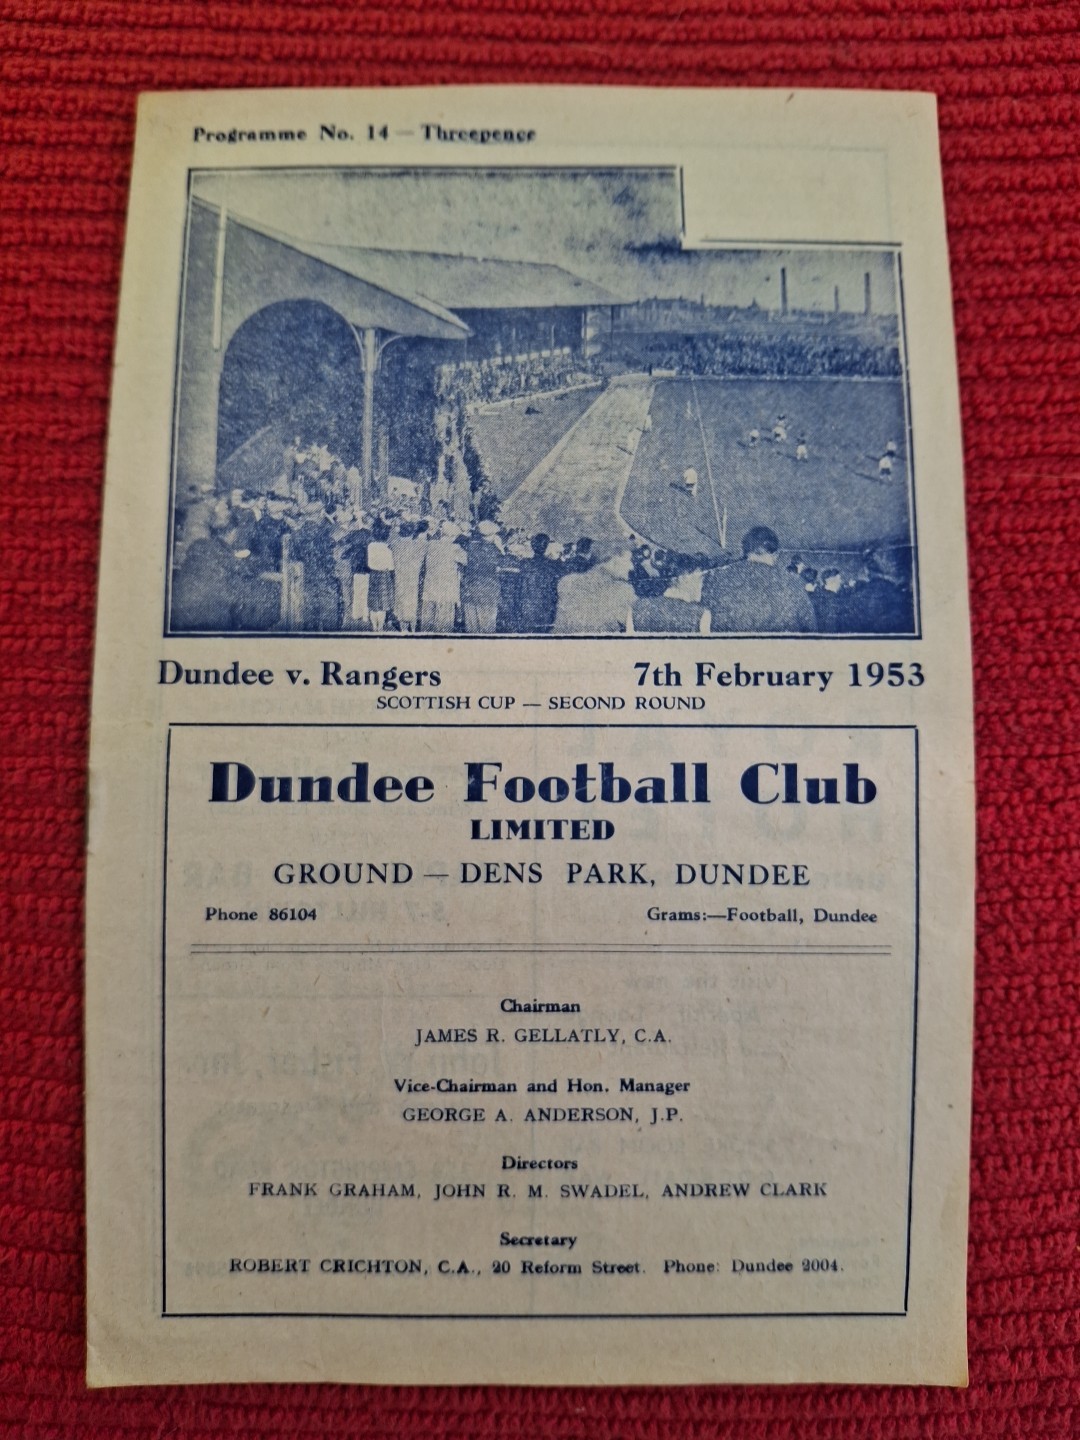 Programme No. 14 — Threepence
Dundee v. Rangers 7th February 1953
SCOTTISH CUP — SECOND ROUND
Dundee Football Club
LIMITED
GROUND — DENS PARK, DUNDEE
Phone 86104 Grams:—Football, Dundee
Chairman
JAMES R. GELLATLY, C.A.
Vice-Chairman and Hon. Manager
GEORGE A. ANDERSON, J.P.
Directors
FRANK GRAHAM, JOHN R. M. SWADEL, ANDREW CLARK
Secretary
ROBERT CRICHTON, C.A., 20 Reform Street. Phone: Dundee 2004.